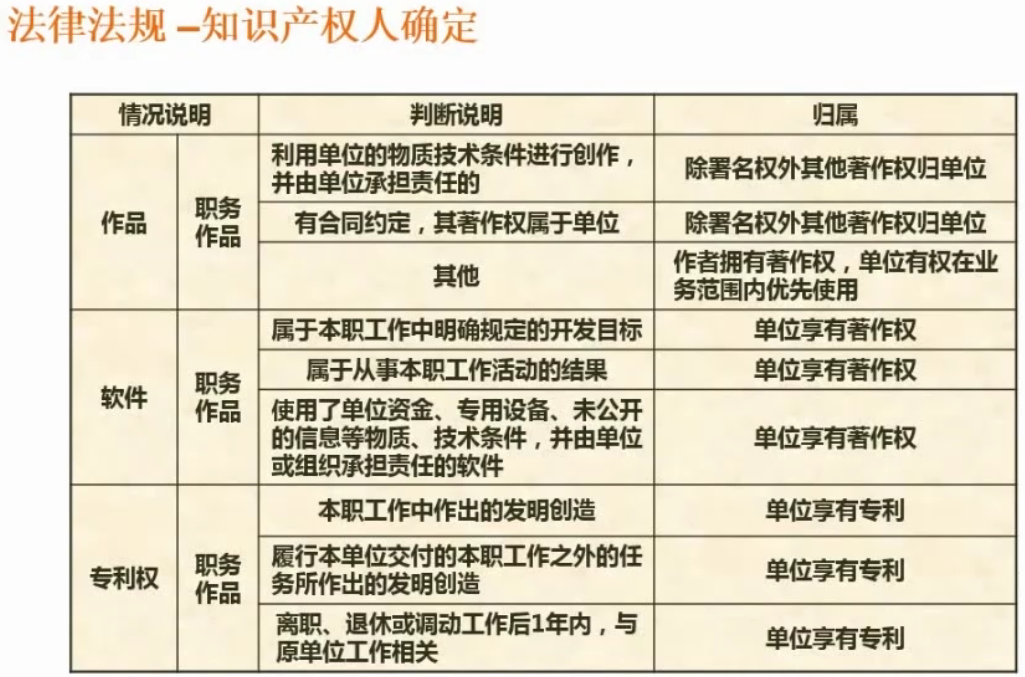 法律法规 –知识产权人确定
情况说明
判断说明
归属
作品
职务
作品
利用单位的物质技术条件进行创作，
并由单位承担责任的
除署名权外其他著作权归单位
有合同约定，其著作权属于单位
除署名权外其他著作权归单位
其他
作者拥有著作权，单位有权在业
务范围内优先使用
软件
职务
作品
属于本职工作中明确规定的开发目标
单位享有著作权
属于从事本职工作活动的结果
单位享有著作权
使用了单位资金、专用设备、未公开
的信息等物质、技术条件，并由单位
或组织承担责任的软件
单位享有著作权
专利权
职务
作品
本职工作中作出的发明创造
单位享有专利
履行本单位交付的本职工作之外的任
务所作出的发明创造
单位享有专利
离职、退休或调动工作后1年内，与
原单位工作相关
单位享有专利